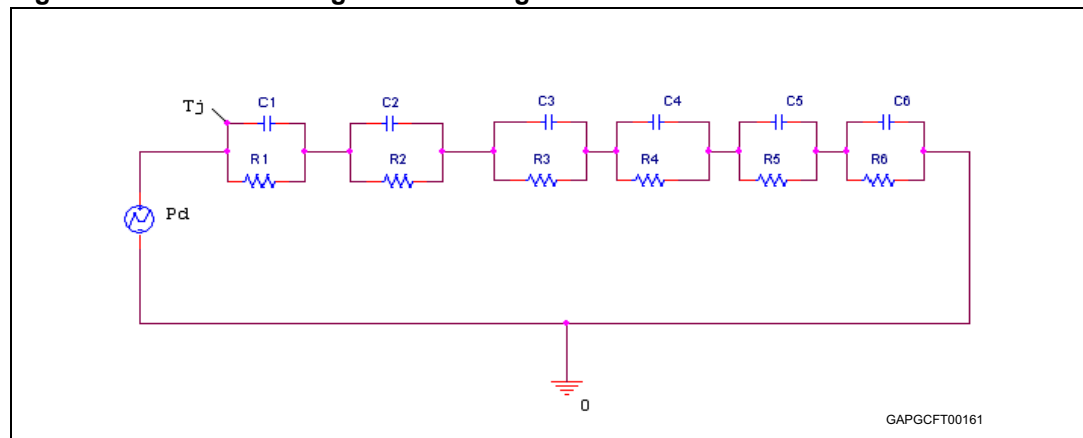 Tj
C1 C2 C3 C4 C5 C6
R1 R2 R3 R4 R5 R6
Pd
0
GAPGCFT00161